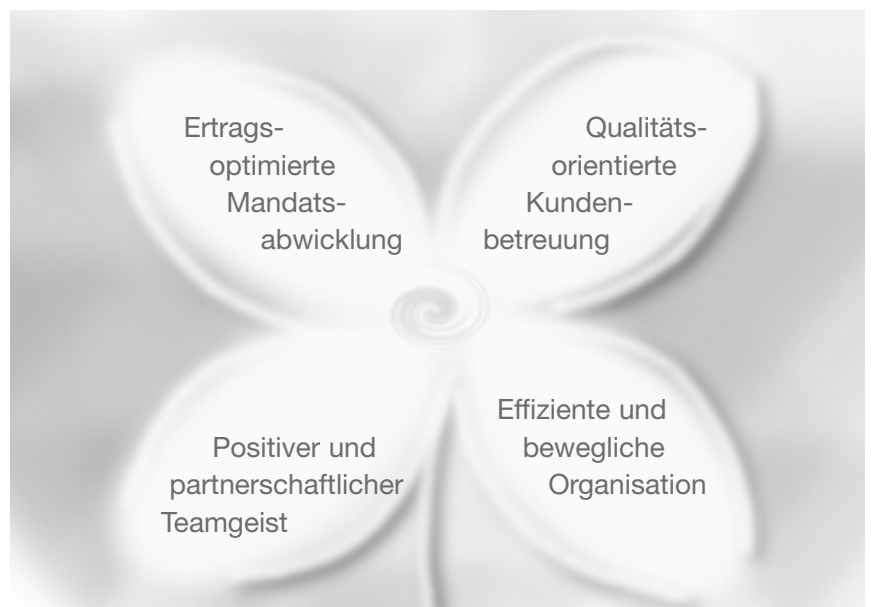 Ertrags-
optimierte
Mandats-
abwicklung
Qualitäts-
orientierte
Kunden-
betreuung
Positiver und
partnerschaftlicher
Teamgeist
Effiziente und
bewegliche
Organisation